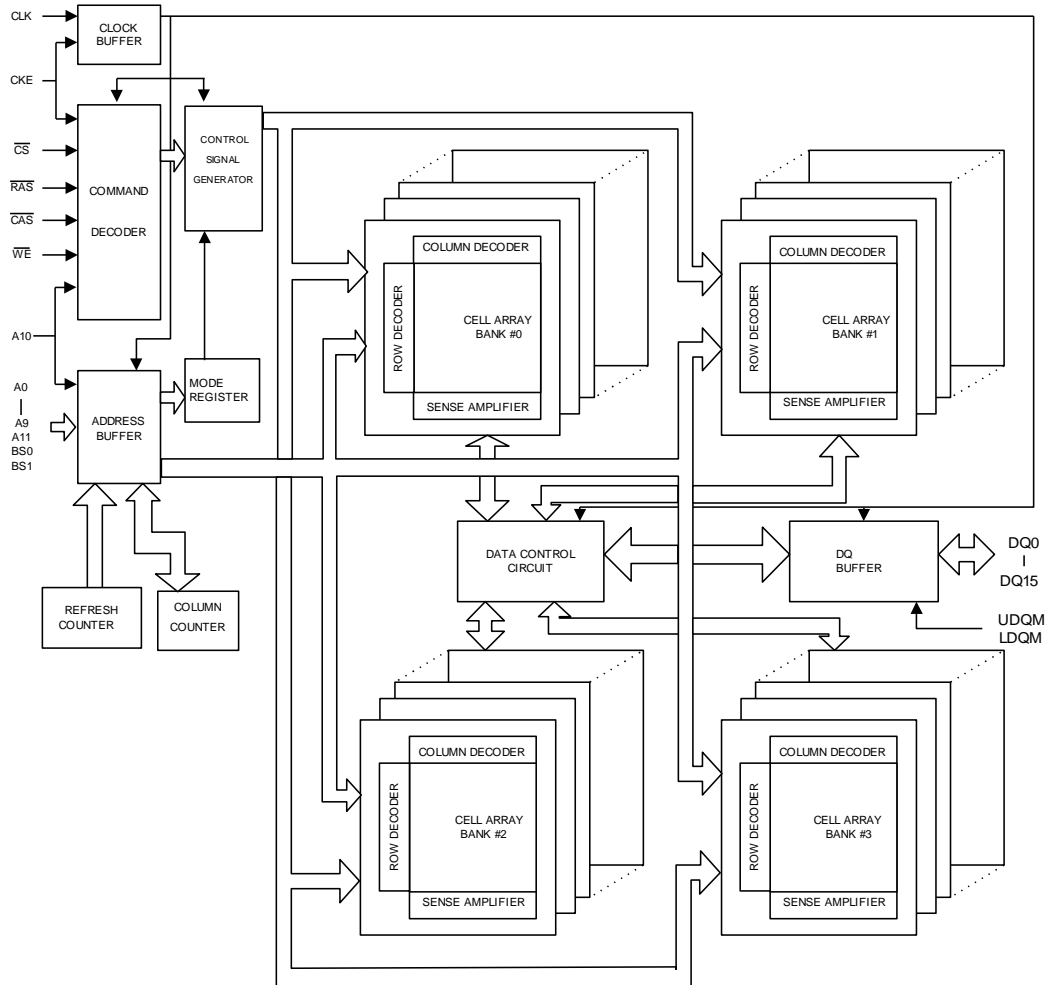 CLK
CLOCK
BUFFER
CKE
CONTROL
SIGNAL
GENERATOR
CS
RAS
COMMAND
CAS
DECODER
WE
A10
A0
A9
A11
BS0
BS1
ADDRESS
BUFFER
MODE
REGISTER
REFRESH
COUNTER
COLUMN
COUNTER
COLUMN DECODER
ROW DECODER
CELL ARRAY
BANK #0
SENSE AMPLIFIER
COLUMN DECODER
ROW DECODER
CELL ARRAY
BANK #1
SENSE AMPLIFIER
DATA CONTROL
CIRCUIT
DQ
BUFFER
DQ0
DQ15
UDQM
LDQM
COLUMN DECODER
ROW DECODER
CELL ARRAY
BANK #2
SENSE AMPLIFIER
COLUMN DECODER
ROW DECODER
CELL ARRAY
BANK #3
SENSE AMPLIFIER